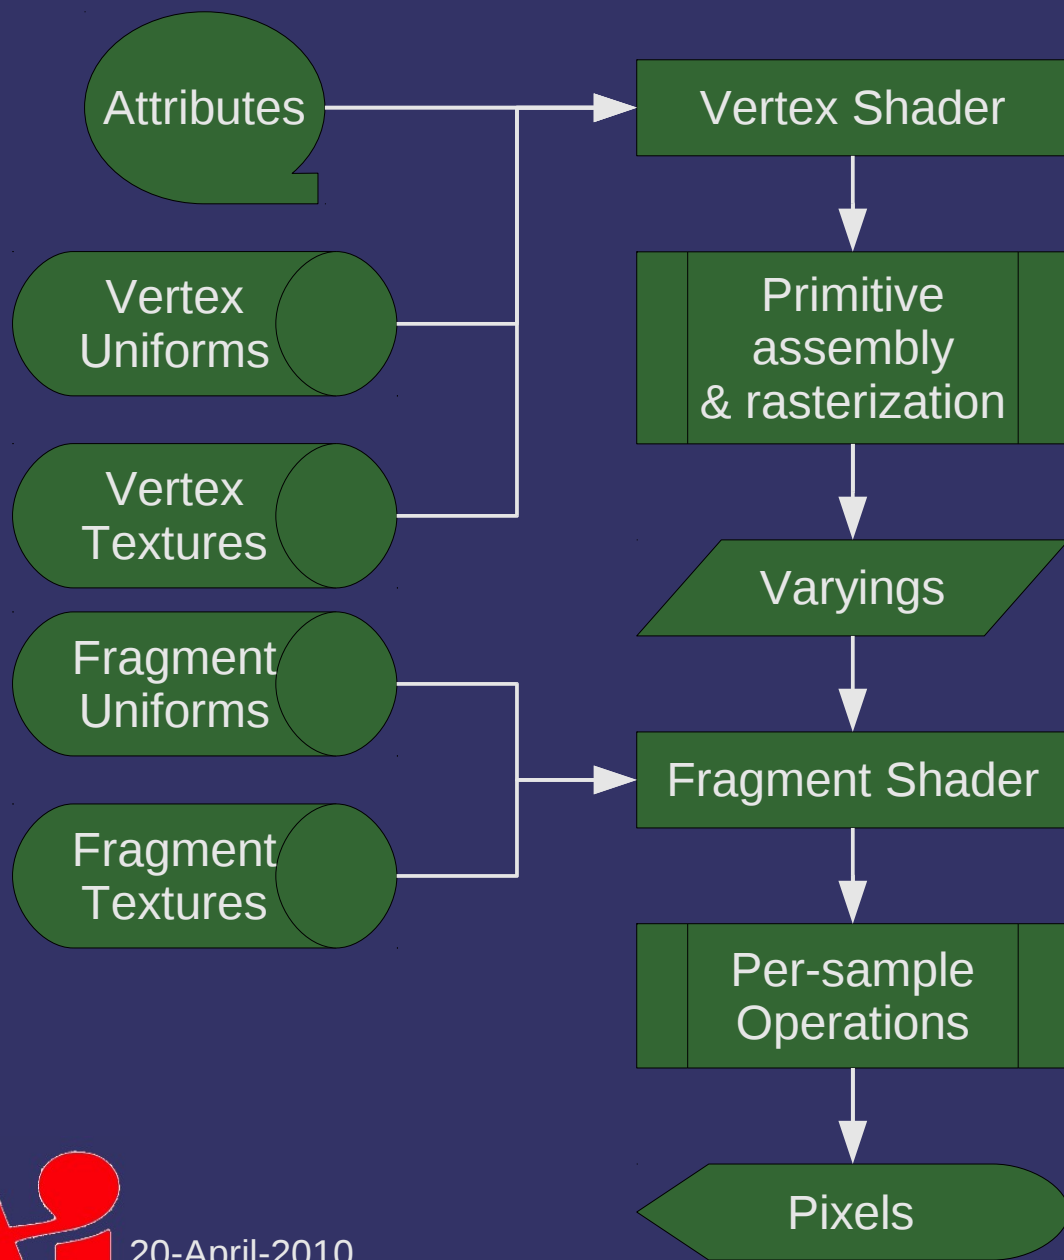 Attributes
Vertex Shader
Vertex
Uniforms
Primitive
assembly
& rasterization
Vertex
Textures
Varyings
Fragment
Uniforms
Fragment Shader
Fragment
Textures
Per-sample
Operations
Pixels
20-April-2010